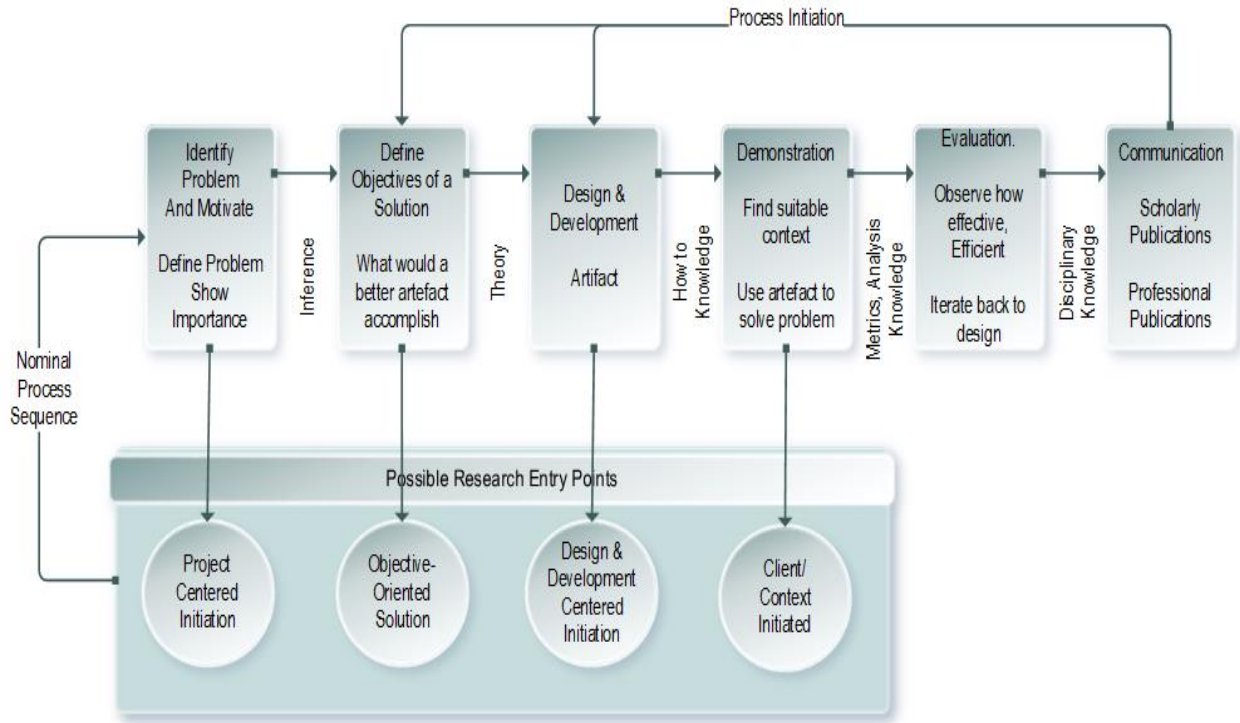 Process Initiation
Identify
Problem
And Motivate
Define Problem
Show
Importance
Inference
Define
Objectives of a
Solution
What would a
better artefact
accomplish
Theory
Design &
Development
Artifact
How to
Knowledge
Demonstration
Find suitable
context
Use artefact to
solve problem
Metrics, Analysis
Knowledge
Evaluation.
Observe how
effective,
Efficient
Iterate back to
design
Disciplinary
Knowledge
Communication
Scholarly
Publications
Professional
Publications
Nominal
Process
Sequence
Possible Research Entry Points
Project
Centered
Initiation
Objective-
Oriented
Solution
Design &
Development
Centered
Initiation
Client/
Context
Initiated